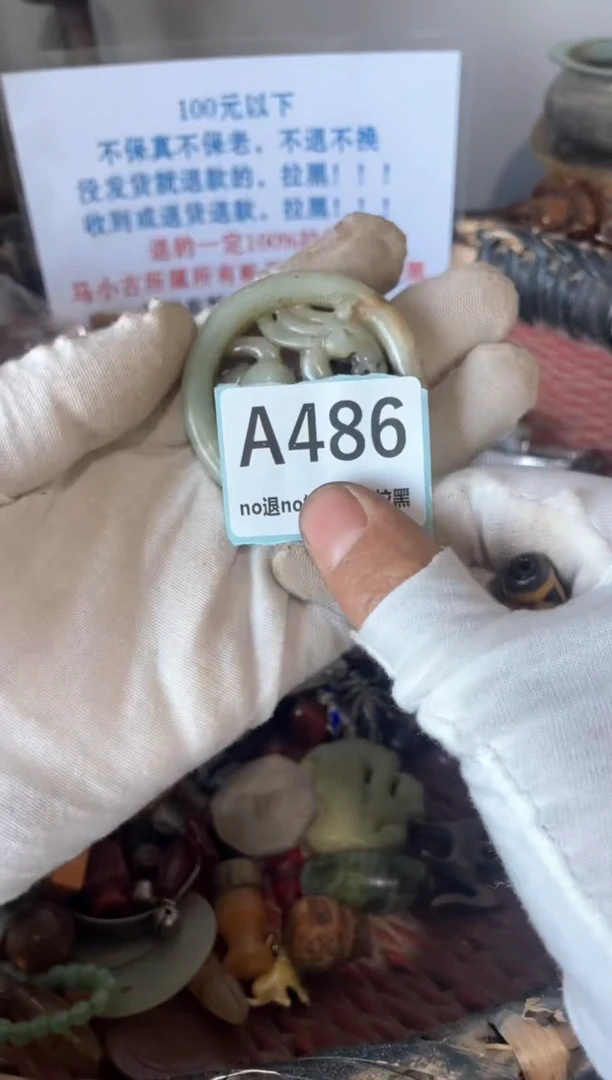 100元以下
不保真不保老，不退不换
没发货就退款的，拉黑！！！
收到或退货退款，拉黑！！！
退的一定100%
马小古所属所有
黑
A486
no退no
拉黑